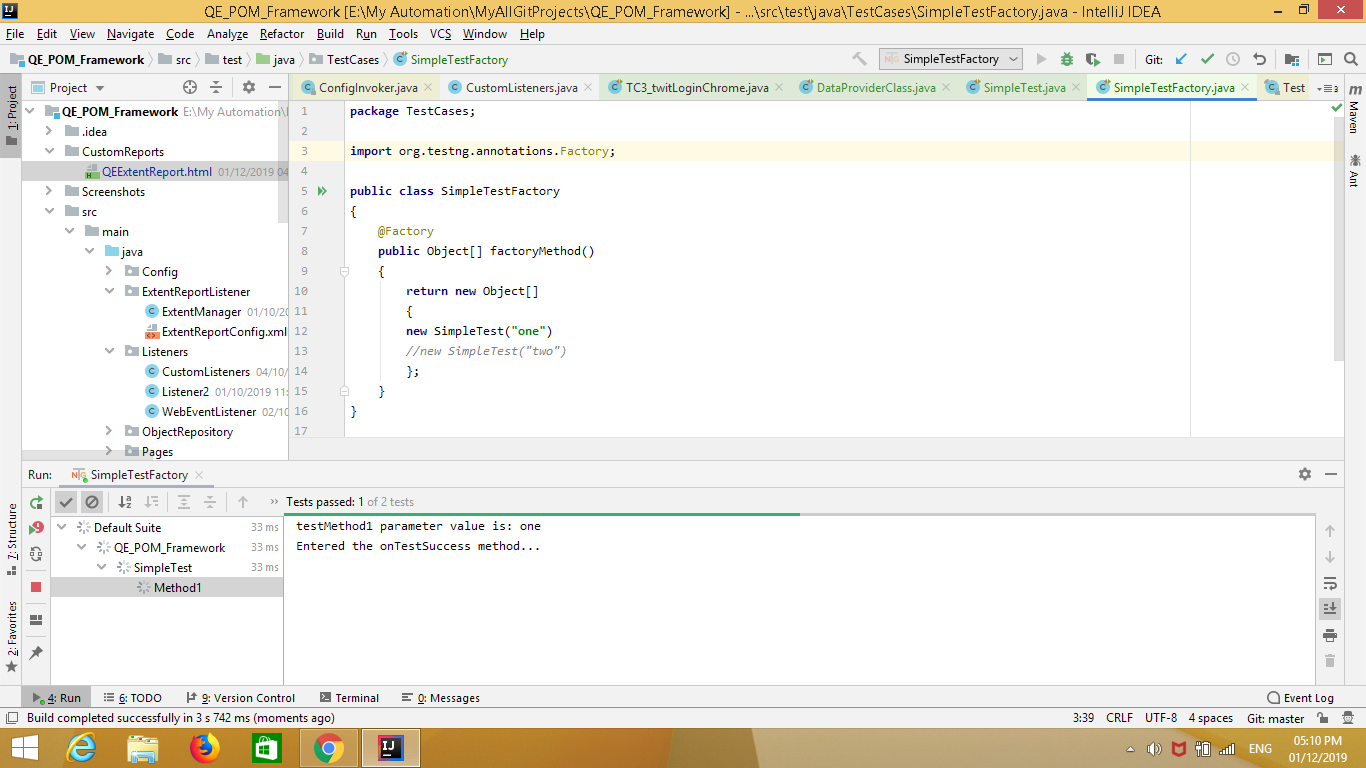 QE_POM_Framework [E:\My Automation\MyAllGitProjects\QE_POM_Framework] - ...\src\test\java\TestCases\SimpleTestFactory.java - IntelliJ IDEA
File Edit View Navigate Code Analyze Refactor Build Run Tools VCS Window Help
QE_POM_Framework src test java TestCases SimpleTestFactory SimpleTestFactory Git:
1: Project
Project
ConfigInvoker.java CustomListeners.java TC3_twitLoginChrome.java DataProviderClass.java SimpleTest.java SimpleTestFactory.java Test
QE_POM_Framework E:\My Automation\
.idea
CustomReports
QEExtentReport.html 01/12/2019 04
Screenshots
src
main
java
Config
ExtentReportListener
ExtentManager 01/10/20
ExtentReportConfig.xml
Listeners
CustomListeners 04/10/
Listener2 01/10/2019 11:
WebEventListener 02/10
ObjectRepository
Pages
1 package TestCases;
2
3 import org.testng.annotations.Factory;
4
5 public class SimpleTestFactory
6 {
7 @Factory
8 public Object[] factoryMethod()
9 {
10 return new Object[]
11 {
12 new SimpleTest("one")
13 //new SimpleTest("two")
14 };
15 }
16 }
17
Maven
Ant
Run: SimpleTestFactory
Tests passed: 1 of 2 tests
Default Suite 33 ms
QE_POM_Framework 33 ms
SimpleTest 33 ms
Method1
testMethod1 parameter value is: one
Entered the onTestSuccess method...
7: Structure
2: Favorites
4: Run 6: TODO 9: Version Control Terminal 0: Messages Event Log
Build completed successfully in 3 s 742 ms (moments ago) 3:39 CRLF UTF-8 4 spaces Git: master
ENG
05:10 PM
01/12/2019